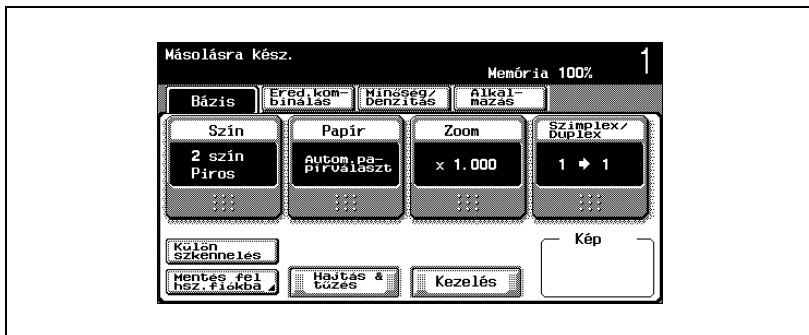 Másolásra Kész.
Memória 100%
1
Bázis
Ered.kom-
binálás
Minőség/
Denzitás
Alkal-
mazás
Szín
Papír
Zoom
Szimplex/
Duplex
2 szín
Piros
Autom.pa-
pírválaszt
x 1.000
1 → 1
Külön
szkennelés
Kép
Mentés fel
hsz.fiókba
Hajtás &
tűzés
Kezelés